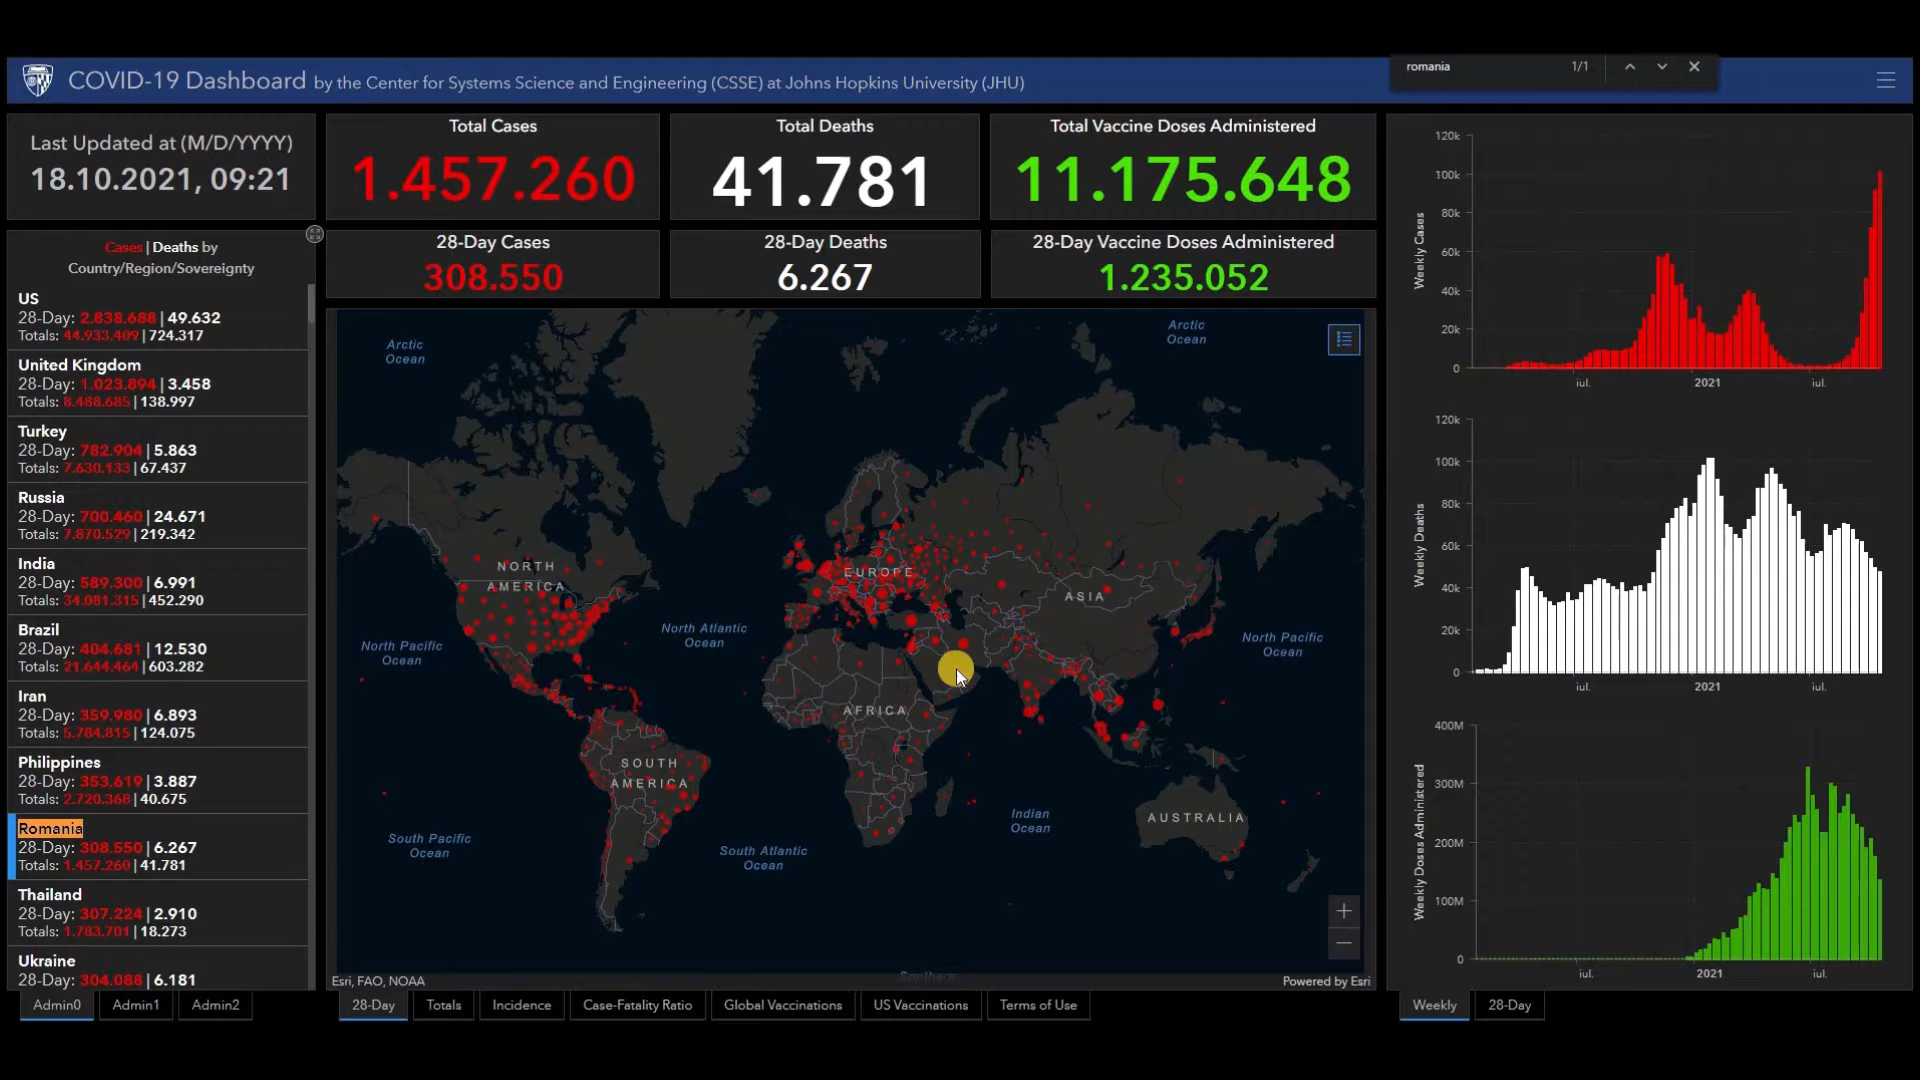 COVID-19 Dashboard by the Center for Systems Science and Engineering (CSSE) at Johns Hopkins University (JHU)
romania 1/1
Last Updated at (M/D/YYYY)
18.10.2021, 09:21
Total Cases
1.457.260
Total Deaths
41.781
Total Vaccine Doses Administered
11.175.648
28-Day Cases
308.550
28-Day Deaths
6.267
28-Day Vaccine Doses Administered
1.235.052
Cases | Deaths by
Country/Region/Sovereignty
US
28-Day: 2.838.688 | 49.632
Totals: 44.933.409 | 724.317
United Kingdom
28-Day: 1.023.894 | 3.458
Totals: 8.488.685 | 138.997
Turkey
28-Day: 782.904 | 5.863
Totals: 7.630.133 | 67.437
Russia
28-Day: 700.460 | 24.671
Totals: 7.870.529 | 219.342
India
28-Day: 589.300 | 6.991
Totals: 34.081.315 | 452.290
Brazil
28-Day: 404.681 | 12.530
Totals: 21.644.464 | 603.282
Iran
28-Day: 359.980 | 6.893
Totals: 5.784.815 | 124.075
Philippines
28-Day: 353.619 | 3.887
Totals: 2.720.368 | 40.675
Romania
28-Day: 308.550 | 6.267
Totals: 1.457.260 | 41.781
Thailand
28-Day: 307.224 | 2.910
Totals: 1.783.701 | 18.273
Ukraine
28-Day: 304.088 | 6.181
Admin0 Admin1 Admin2
Arctic
Ocean
Arctic
Ocean
NORTH
AMERICA
EUROPE
ASIA
North Pacific
Ocean
North Atlantic
Ocean
North Pacific
Ocean
AFRICA
SOUTH
AMERICA
Indian
Ocean
AUSTRALIA
South Pacific
Ocean
South Atlantic
Ocean
Southern
Esri, FAO, NOAA
Powered by Esri
28-Day Totals Incidence Case-Fatality Ratio Global Vaccinations US Vaccinations Terms of Use
Weekly Cases
120k
100k
80k
60k
40k
20k
0
iul. 2021 iul.
Weekly Deaths
120k
100k
80k
60k
40k
20k
0
iul. 2021 iul.
Weekly Doses Administered
400M
300M
200M
100M
0
iul. 2021 iul.
Weekly 28-Day